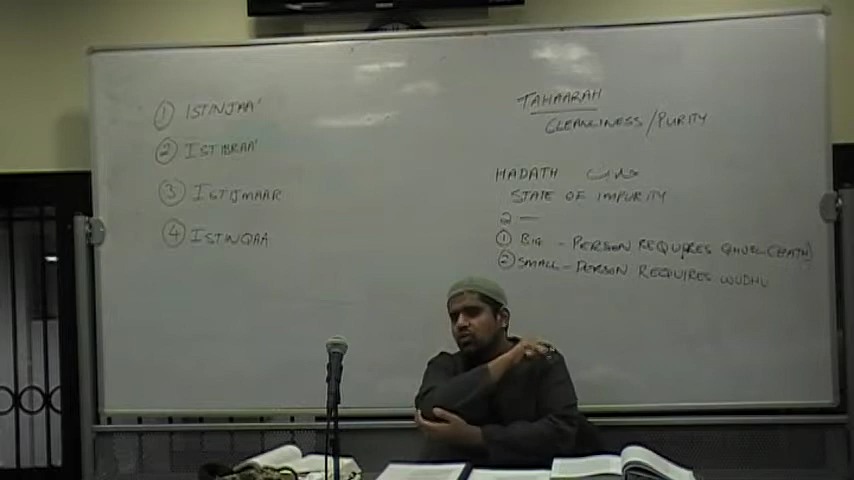 ① ISTINJAA'
② ISTIBRAA'
③ ISTIJMAAR
④ ISTINQAA
TAHAARAH
CLEANLINESS/PURITY
HADATH حدث
STATE OF IMPURITY
2 —
① BIG - PERSON REQUIRES GHUSL (BATH)
② SMALL - PERSON REQUIRES WUDHU